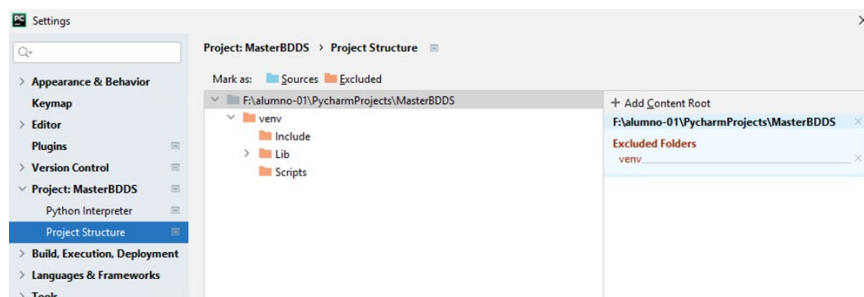 PC Settings
Project: MasterBDDS › Project Structure
Mark as: Sources Excluded
> Appearance & Behavior
Keymap
> Editor
Plugins
> Version Control
Project: MasterBDDS
Python Interpreter
Project Structure
> Build, Execution, Deployment
> Languages & Frameworks
> Tools
F:\alumno-01\PycharmProjects\MasterBDDS
venv
Include
> Lib
Scripts
+ Add Content Root
F:\alumno-01\PycharmProjects\MasterBDDS
Excluded Folders
venv